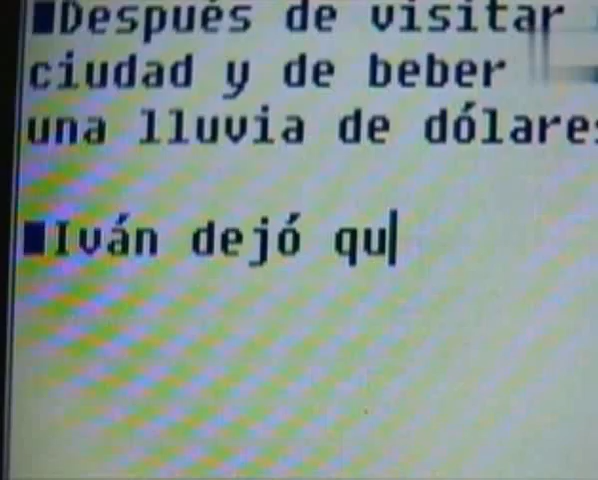 Después de visitar
ciudad y de beber
una lluvia de dólares
Iván dejó qu